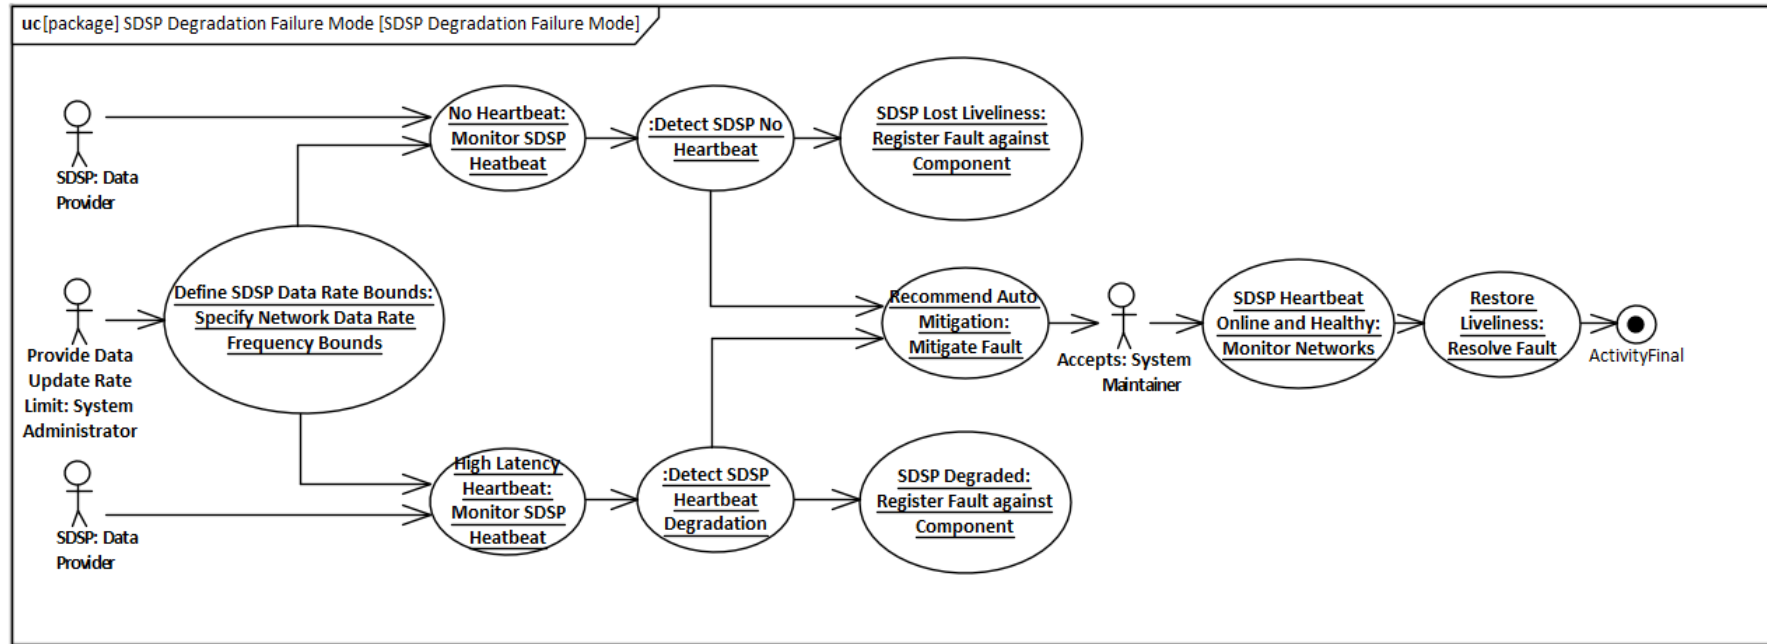 uc [package] SDSP Degradation Failure Mode [SDSP Degradation Failure Mode]
SDSP: Data
Provider
No Heartbeat:
Monitor SDSP
Heatbeat
:Detect SDSP No
Heartbeat
SDSP Lost Liveliness:
Register Fault against
Component
Provide Data
Update Rate
Limit: System
Administrator
Define SDSP Data Rate Bounds:
Specify Network Data Rate
Frequency Bounds
Recommend Auto
Mitigation:
Mitigate Fault
Accepts: System
Maintainer
SDSP Heartbeat
Online and Healthy:
Monitor Networks
Restore
Liveliness:
Resolve Fault
ActivityFinal
SDSP: Data
Provider
High Latency
Heartbeat:
Monitor SDSP
Heatbeat
:Detect SDSP
Heartbeat
Degradation
SDSP Degraded:
Register Fault against
Component